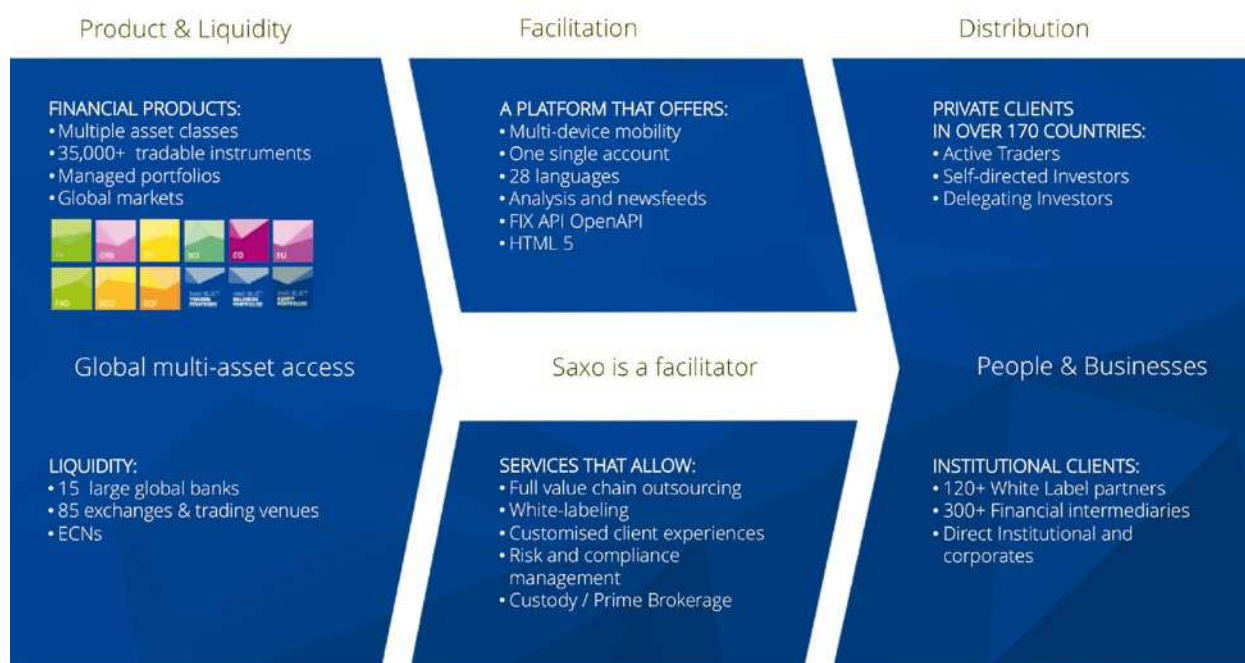 Product & Liquidity
Facilitation
Distribution
FINANCIAL PRODUCTS:
• Multiple asset classes
• 35,000+ tradable instruments
• Managed portfolios
• Global markets
CO
FU
Global multi-asset access
LIQUIDITY:
• 15 large global banks
• 85 exchanges & trading venues
• ECNs
A PLATFORM THAT OFFERS:
• Multi-device mobility
• One single account
• 28 languages
• Analysis and newsfeeds
• FIX API OpenAPI
• HTML 5
Saxo is a facilitator
SERVICES THAT ALLOW:
• Full value chain outsourcing
• White-labeling
• Customised client experiences
• Risk and compliance
management
• Custody / Prime Brokerage
PRIVATE CLIENTS
IN OVER 170 COUNTRIES:
• Active Traders
• Self-directed Investors
• Delegating Investors
People & Businesses
INSTITUTIONAL CLIENTS:
• 120+ White Label partners
• 300+ Financial intermediaries
• Direct Institutional and
corporates